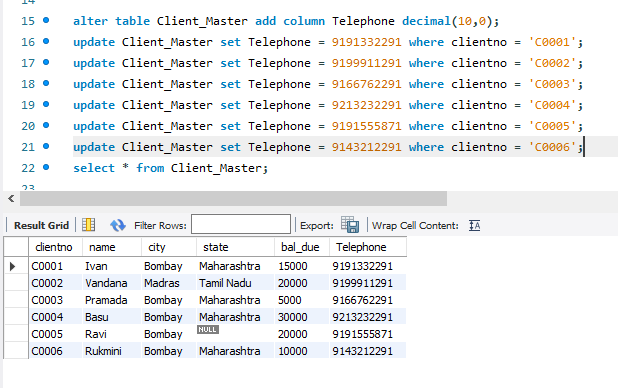 14
15 alter table Client_Master add column Telephone decimal(10,0);
16 update Client_Master set Telephone = 9191332291 where clientno = 'C0001';
17 update Client_Master set Telephone = 9199911291 where clientno = 'C0002';
18 update Client_Master set Telephone = 9166762291 where clientno = 'C0003';
19 update Client_Master set Telephone = 9213232291 where clientno = 'C0004';
20 update Client_Master set Telephone = 9191555871 where clientno = 'C0005';
21 update Client_Master set Telephone = 9143212291 where clientno = 'C0006';
22 select * from Client_Master;
23
Result Grid Filter Rows: Export: Wrap Cell Content: IA
clientno name city state bal_due Telephone
C0001 Ivan Bombay Maharashtra 15000 9191332291
C0002 Vandana Madras Tamil Nadu 20000 9199911291
C0003 Pramada Bombay Maharashtra 5000 9166762291
C0004 Basu Bombay Maharashtra 30000 9213232291
C0005 Ravi Bombay NULL 20000 9191555871
C0006 Rukmini Bombay Maharashtra 10000 9143212291